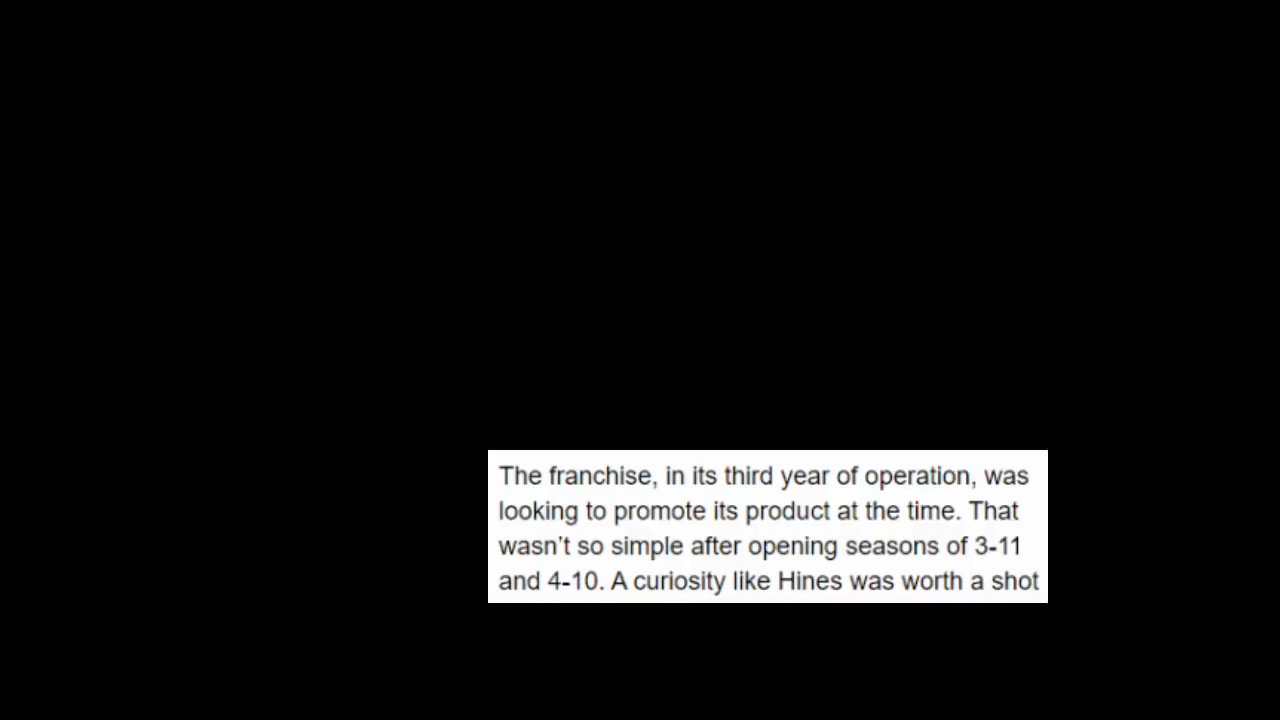 The franchise, in its third year of operation, was
looking to promote its product at the time. That
wasn’t so simple after opening seasons of 3-11
and 4-10. A curiosity like Hines was worth a shot